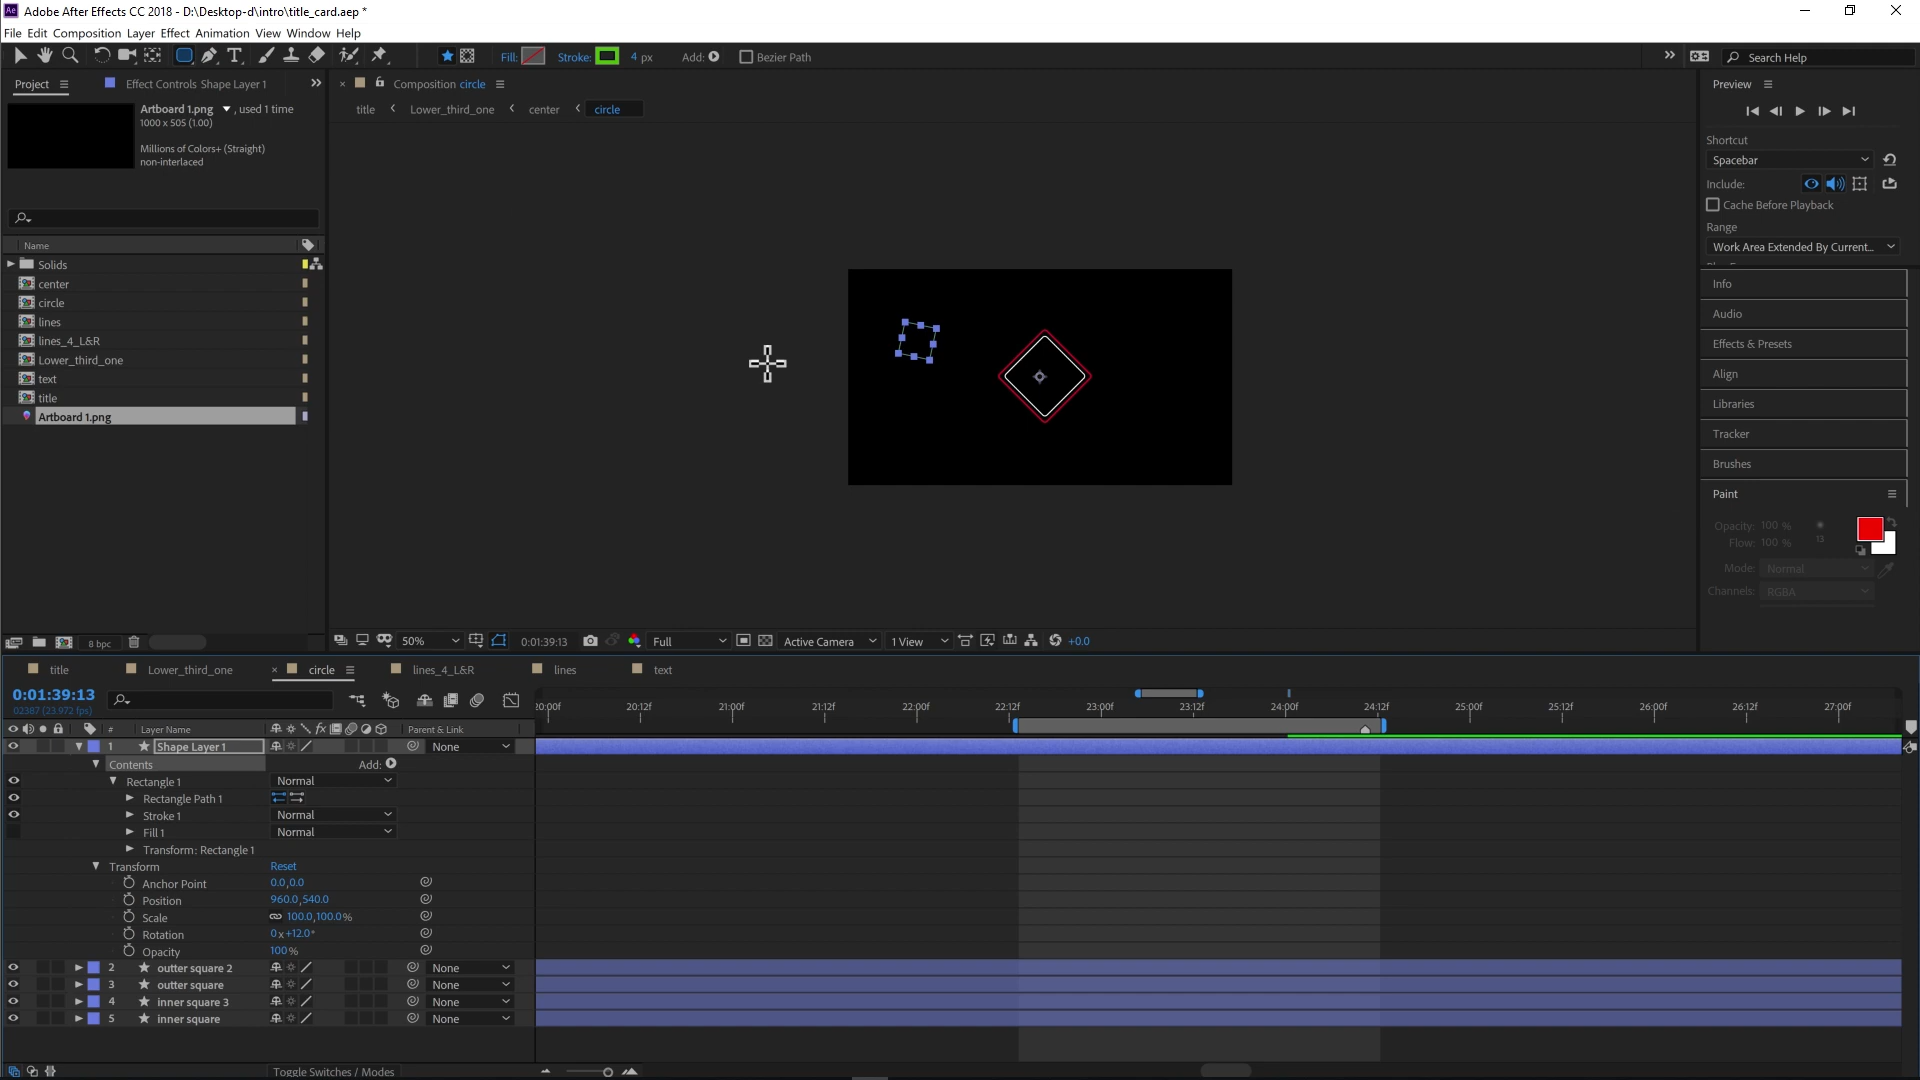 Adobe After Effects CC 2018 - D:\Desktop-d\intro\title_card.aep *
File Edit Composition Layer Effect Animation View Window Help
Fill: Stroke: 4 px Add: Bezier Path
Search Help
Project Effect Controls Shape Layer 1
Artboard 1.png , used 1 time
1000 x 505 (1.00)
Millions of Colors+ (Straight)
non-interlaced
Name
Solids
center
circle
lines
lines_4_L&R
Lower_third_one
text
title
Artboard 1.png
8 bpc
Composition circle
title Lower_third_one center circle
50% 0:01:39:13 Full Active Camera 1 View +0.0
Preview
Shortcut
Spacebar
Include:
Cache Before Playback
Range
Work Area Extended By Current...
Info
Audio
Effects & Presets
Align
Libraries
Tracker
Brushes
Paint
Opacity: 100 %
Flow: 100 %
13
Mode: Normal
Channels: RGBA
title Lower_third_one circle lines_4_L&R lines text
0:01:39:13
02387 (23.972 fps)
20:00f 20:12f 21:00f 21:12f 22:00f 22:12f 23:00f 23:12f 24:00f 24:12f 25:00f 25:12f 26:00f 26:12f 27:00f
# Layer Name Parent & Link
1 Shape Layer 1 None
Contents Add:
Rectangle 1 Normal
Rectangle Path 1
Stroke 1 Normal
Fill 1 Normal
Transform: Rectangle 1
Transform Reset
Anchor Point 0.0,0.0
Position 960.0,540.0
Scale 100.0,100.0%
Rotation 0x+12.0°
Opacity 100%
2 outter square 2 None
3 outter square None
4 inner square 3 None
5 inner square None
Toggle Switches / Modes